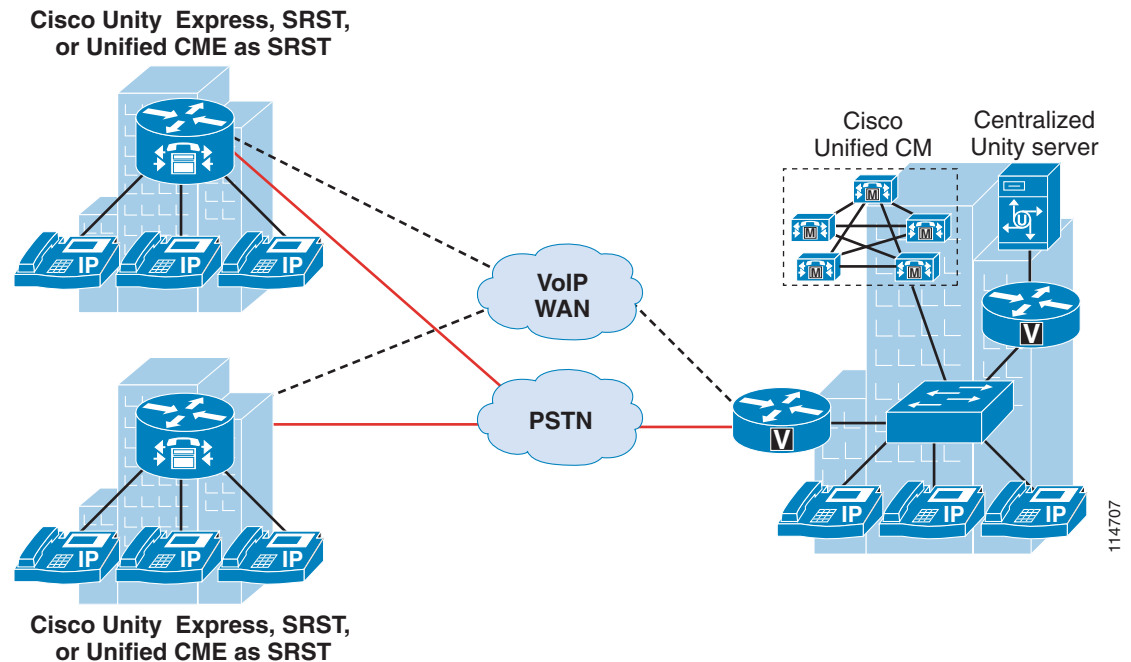 Cisco Unity Express, SRST,
or Unified CME as SRST
IP
IP
IP
Cisco
Unified CM
Centralized
Unity server
M
M
M
M
M
U
V
VoIP
WAN
PSTN
V
IP
IP
IP
IP
IP
IP
114707
Cisco Unity Express, SRST,
or Unified CME as SRST